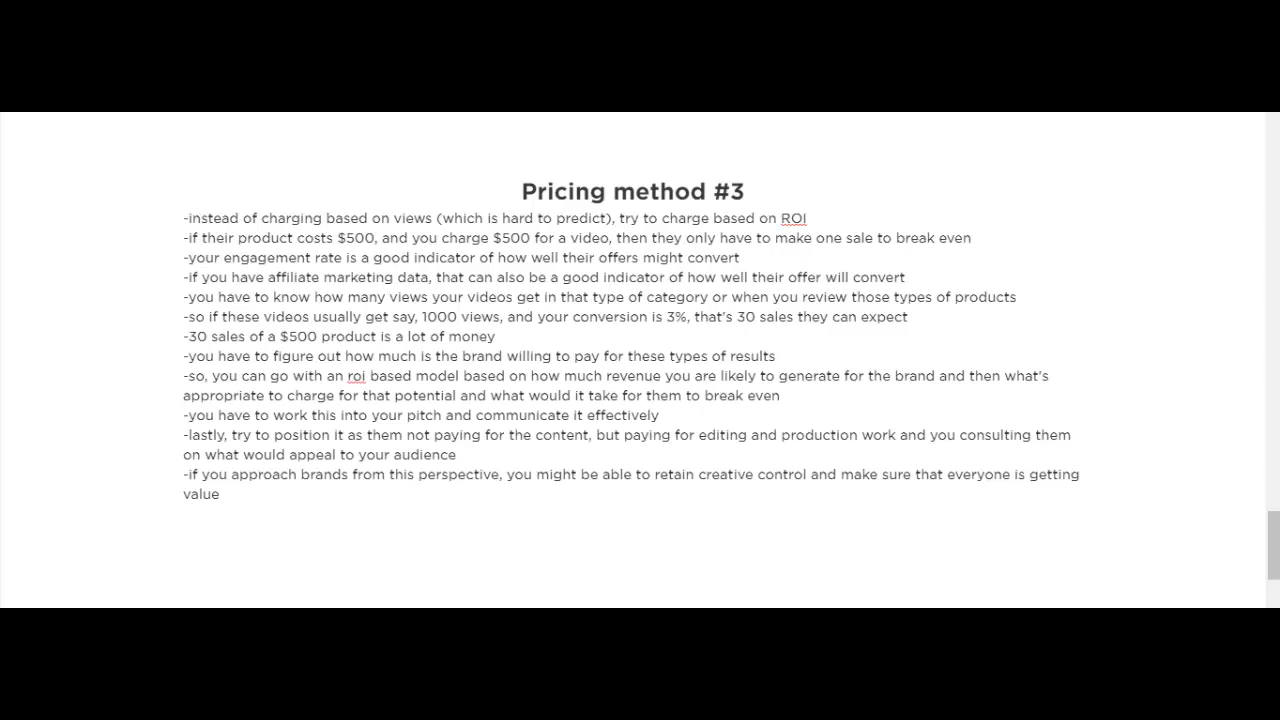 Pricing method #3
-instead of charging based on views (which is hard to predict), try to charge based on ROI
-if their product costs $500, and you charge $500 for a video, then they only have to make one sale to break even
-your engagement rate is a good indicator of how well their offers might convert
-if you have affiliate marketing data, that can also be a good indicator of how well their offer will convert
-you have to know how many views your videos get in that type of category or when you review those types of products
-so if these videos usually get say, 1000 views, and your conversion is 3%, that's 30 sales they can expect
-30 sales of a $500 product is a lot of money
-you have to figure out how much is the brand willing to pay for these types of results
-so, you can go with an roi based model based on how much revenue you are likely to generate for the brand and then what's
appropriate to charge for that potential and what would it take for them to break even
-you have to work this into your pitch and communicate it effectively
-lastly, try to position it as them not paying for the content, but paying for editing and production work and you consulting them
on what would appeal to your audience
-if you approach brands from this perspective, you might be able to retain creative control and make sure that everyone is getting
value